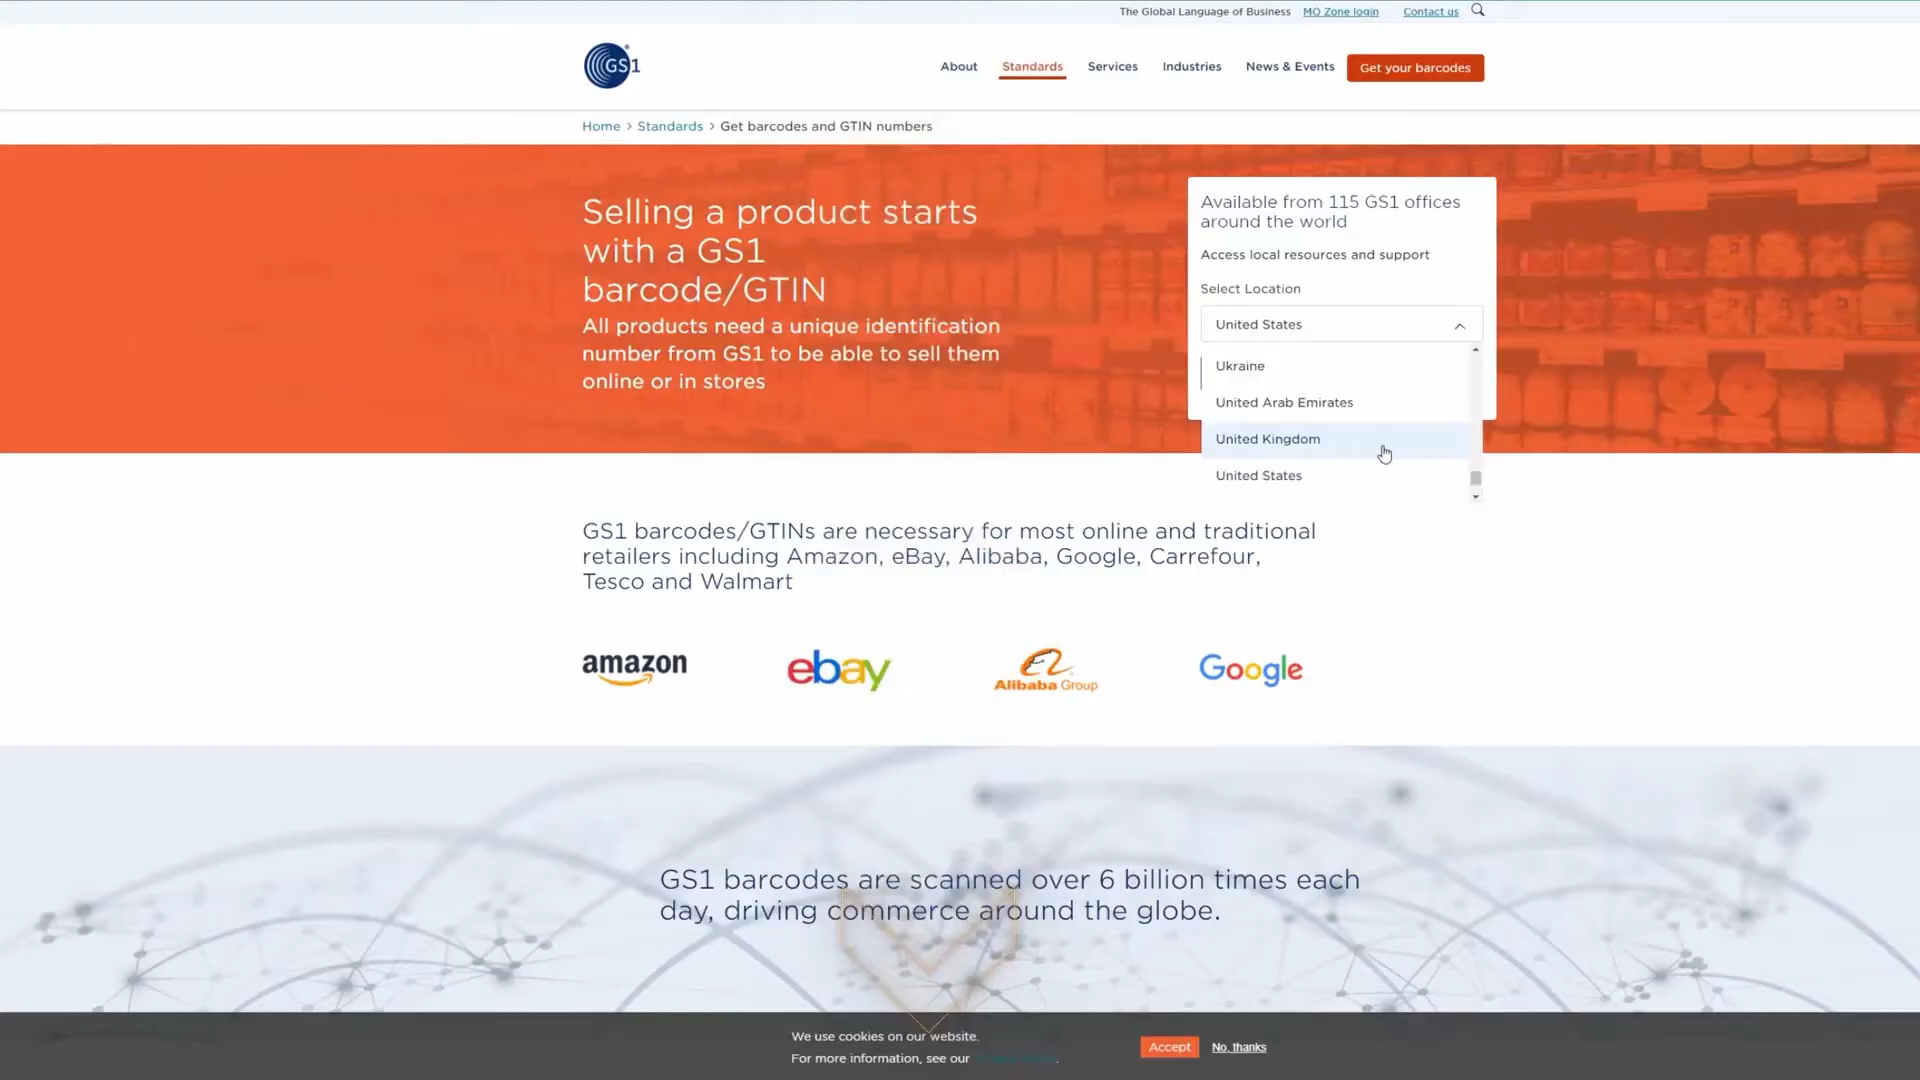 The Global Language of Business MO Zone login Contact us
GS1
About Standards Services Industries News & Events Get your barcodes
Home > Standards > Get barcodes and GTIN numbers
Selling a product starts
with a GS1
barcode/GTIN
All products need a unique identification
number from GS1 to be able to sell them
online or in stores
Available from 115 GS1 offices
around the world
Access local resources and support
Select Location
United States
Ukraine
United Arab Emirates
United Kingdom
United States
GS1 barcodes/GTINs are necessary for most online and traditional
retailers including Amazon, eBay, Alibaba, Google, Carrefour,
Tesco and Walmart
amazon
ebay
Alibaba Group
Google
GS1 barcodes are scanned over 6 billion times each
day, driving commerce around the globe.
We use cookies on our website.
For more information, see our
Accept No, thanks